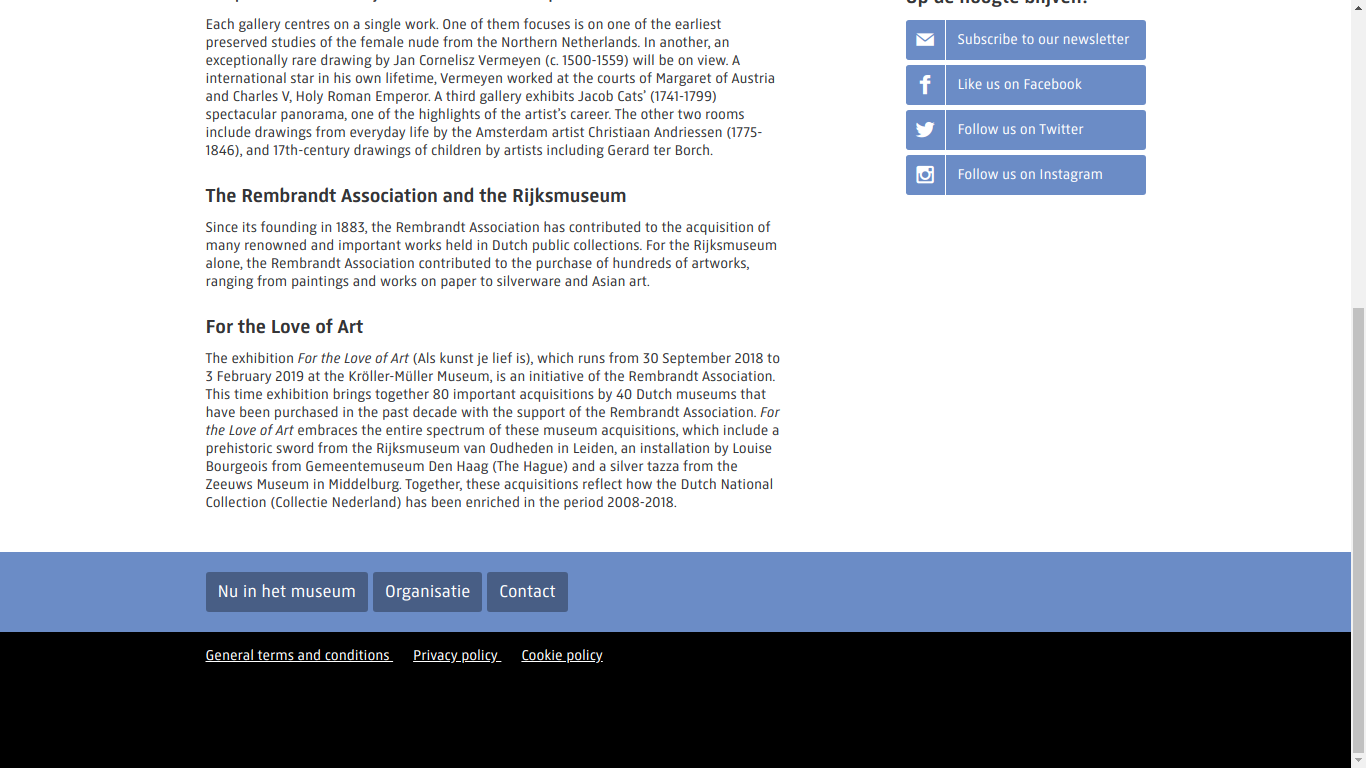 Each gallery centres on a single work. One of them focuses is on one of the earliest
preserved studies of the female nude from the Northern Netherlands. In another, an
exceptionally rare drawing by Jan Cornelisz Vermeyen (c. 1500-1559) will be on view. A
international star in his own lifetime, Vermeyen worked at the courts of Margaret of Austria
and Charles V, Holy Roman Emperor. A third gallery exhibits Jacob Cats’ (1741-1799)
spectacular panorama, one of the highlights of the artist’s career. The other two rooms
include drawings from everyday life by the Amsterdam artist Christiaan Andriessen (1775-
1846), and 17th-century drawings of children by artists including Gerard ter Borch.
The Rembrandt Association and the Rijksmuseum
Since its founding in 1883, the Rembrandt Association has contributed to the acquisition of
many renowned and important works held in Dutch public collections. For the Rijksmuseum
alone, the Rembrandt Association contributed to the purchase of hundreds of artworks,
ranging from paintings and works on paper to silverware and Asian art.
For the Love of Art
The exhibition For the Love of Art (Als kunst je lief is), which runs from 30 September 2018 to
3 February 2019 at the Kröller-Müller Museum, is an initiative of the Rembrandt Association.
This time exhibition brings together 80 important acquisitions by 40 Dutch museums that
have been purchased in the past decade with the support of the Rembrandt Association. For
the Love of Art embraces the entire spectrum of these museum acquisitions, which include a
prehistoric sword from the Rijksmuseum van Oudheden in Leiden, an installation by Louise
Bourgeois from Gemeentemuseum Den Haag (The Hague) and a silver tazza from the
Zeeuws Museum in Middelburg. Together, these acquisitions reflect how the Dutch National
Collection (Collectie Nederland) has been enriched in the period 2008-2018.
Op de hoogte blijven?
Subscribe to our newsletter
Like us on Facebook
Follow us on Twitter
Follow us on Instagram
Nu in het museum
Organisatie
Contact
General terms and conditions
Privacy policy
Cookie policy